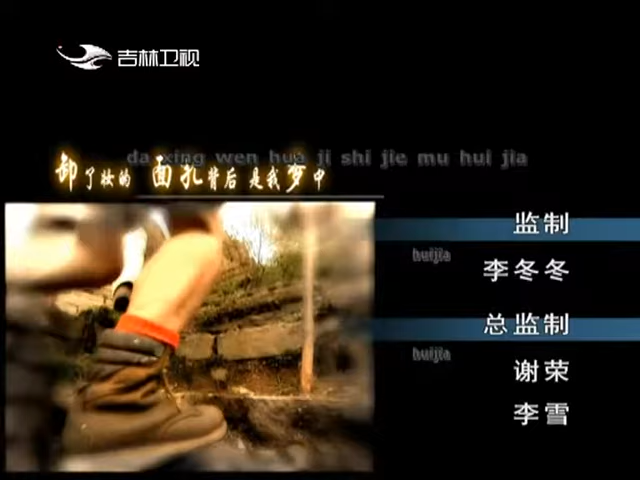 吉林卫视
da xing wen hua ji shi jie mu hui jia
卸了妆的 面孔背后 是我梦中
监制
huijia
李冬冬
总监制
huijia
谢荣
李雪